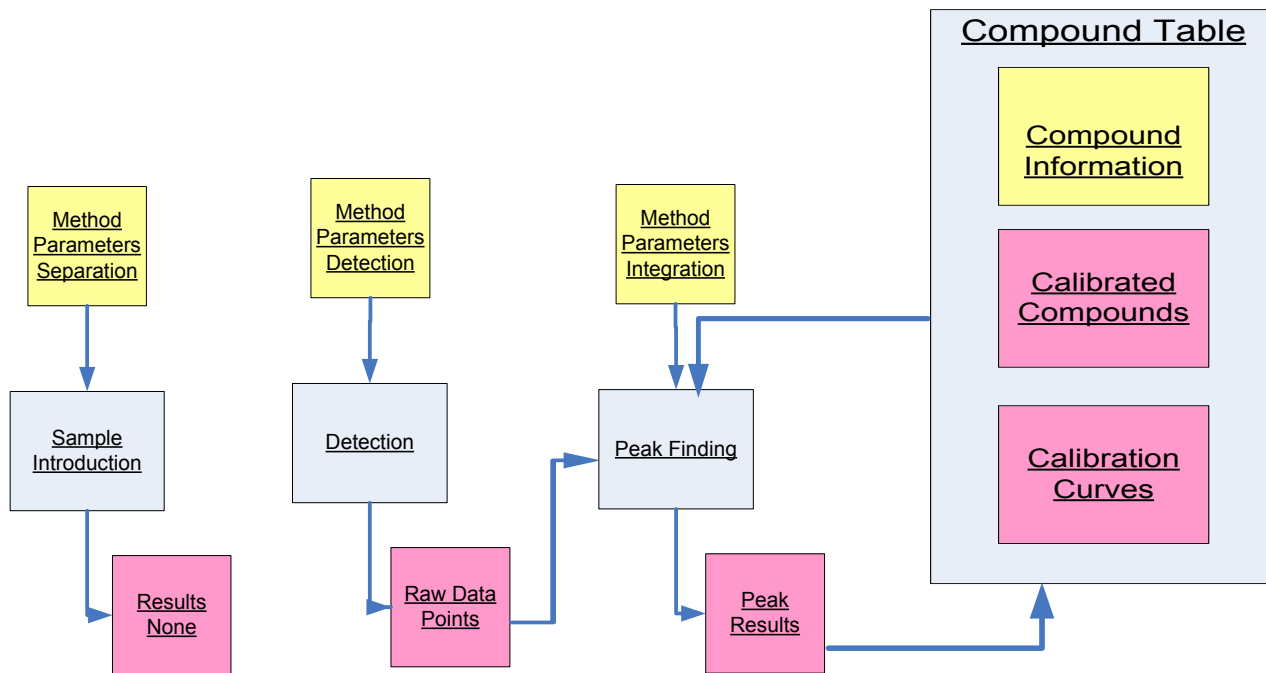 Compound Table
Compound
Information
Calibrated
Compounds
Calibration
Curves
Method
Parameters
Separation
Method
Parameters
Detection
Method
Parameters
Integration
Sample
Introduction
Detection
Peak Finding
Results
None
Raw Data
Points
Peak
Results